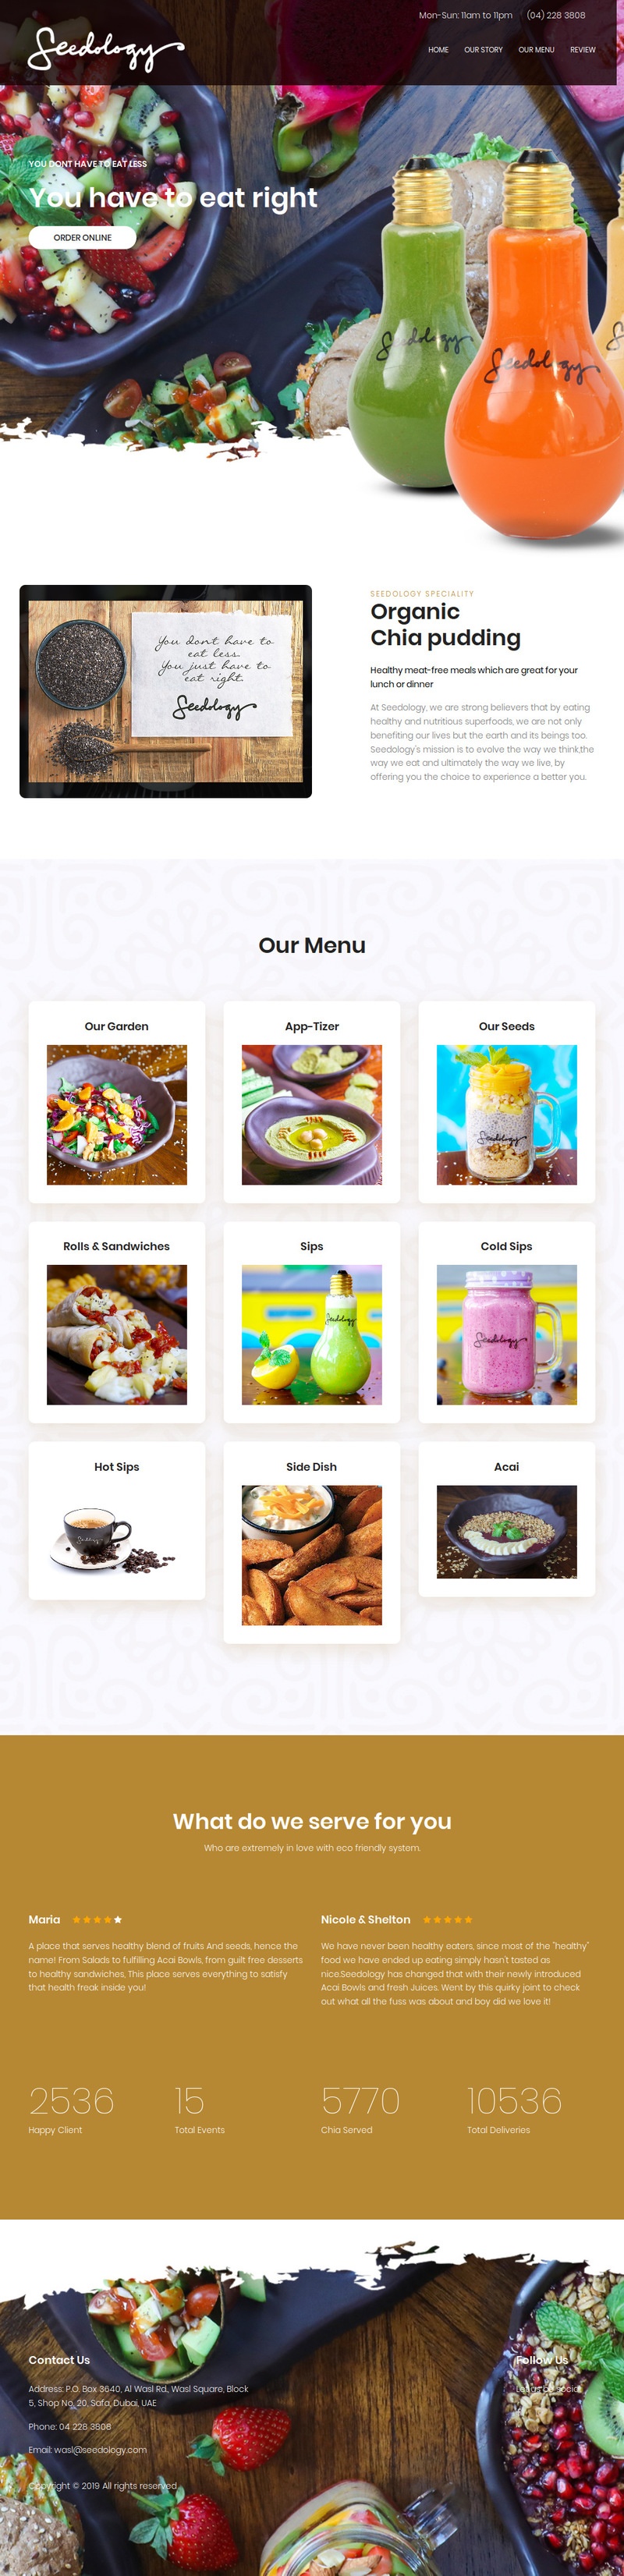 Mon-Sun: 11am to 11pm (04) 228 3808
Seedology
HOME OUR STORY OUR MENU REVIEW
YOU DONT HAVE TO EAT LESS
You have to eat right
ORDER ONLINE
Seedology
Seedology
You don't have to
eat less.
You just have to
eat right.
Seedology
SEEDOLOGY SPECIALITY
Organic
Chia pudding
Healthy meat-free meals which are great for your
lunch or dinner
At Seedology, we are strong believers that by eating
healthy and nutritious superfoods, we are not only
benefiting our lives but the earth and its beings too.
Seedology's mission is to evolve the way we think,the
way we eat and ultimately the way we live, by
offering you the choice to experience a better you.
Our Menu
Our Garden
App-Tizer
Our Seeds
Seedology
Rolls & Sandwiches
Sips
Seedology
Cold Sips
Seedology
Hot Sips
Seedology
Side Dish
Acai
What do we serve for you
Who are extremely in love with eco friendly system.
Maria
A place that serves healthy blend of fruits And seeds, hence the
name! From Salads to fulfilling Acai Bowls, from guilt free desserts
to healthy sandwiches, This place serves everything to satisfy
that health freak inside you!
Nicole & Shelton
We have never been healthy eaters, since most of the "healthy"
food we have ended up eating simply hasn't tasted as
nice.Seedology has changed that with their newly introduced
Acai Bowls and fresh Juices. Went by this quirky joint to check
out what all the fuss was about and boy did we love it!
2536
Happy Client
15
Total Events
5770
Chia Served
10536
Total Deliveries
Contact Us
Address: P.O. Box 3640, Al Wasl Rd., Wasl Square, Block
5, Shop No. 20, Safa, Dubai, UAE
Phone: 04 228 3808
Email: wasl@seedology.com
Copyright © 2019 All rights reserved
Follow Us
Let us be social